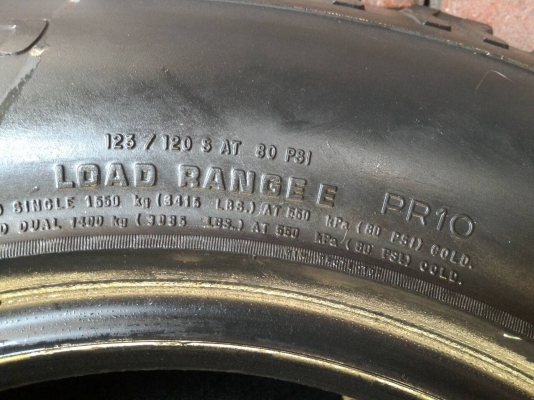 123 / 120 S AT 80 PSI
LOAD RANGE E PR10
D SINGLE 1550 kg (3415 LBS.) AT 550 kPa (80 PSI) COLD.
D DUAL 1400 kg (3085 LBS.) AT 550 kPa (80 PSI) COLD.